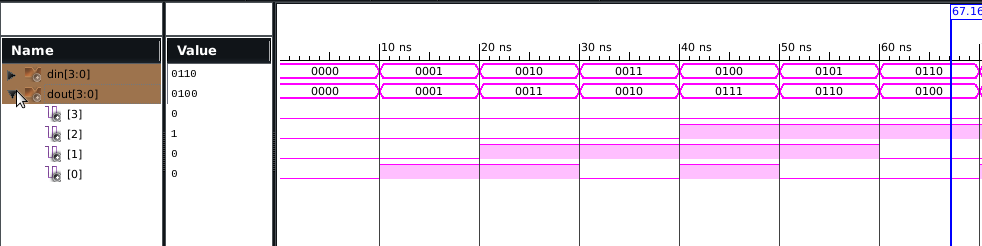 67.16
Name Value
10 ns 20 ns 30 ns 40 ns 50 ns 60 ns
din[3:0] 0110 0000 0001 0010 0011 0100 0101 0110
dout[3:0] 0100 0000 0001 0011 0010 0111 0110 0100
[3] 0
[2] 1
[1] 0
[0] 0